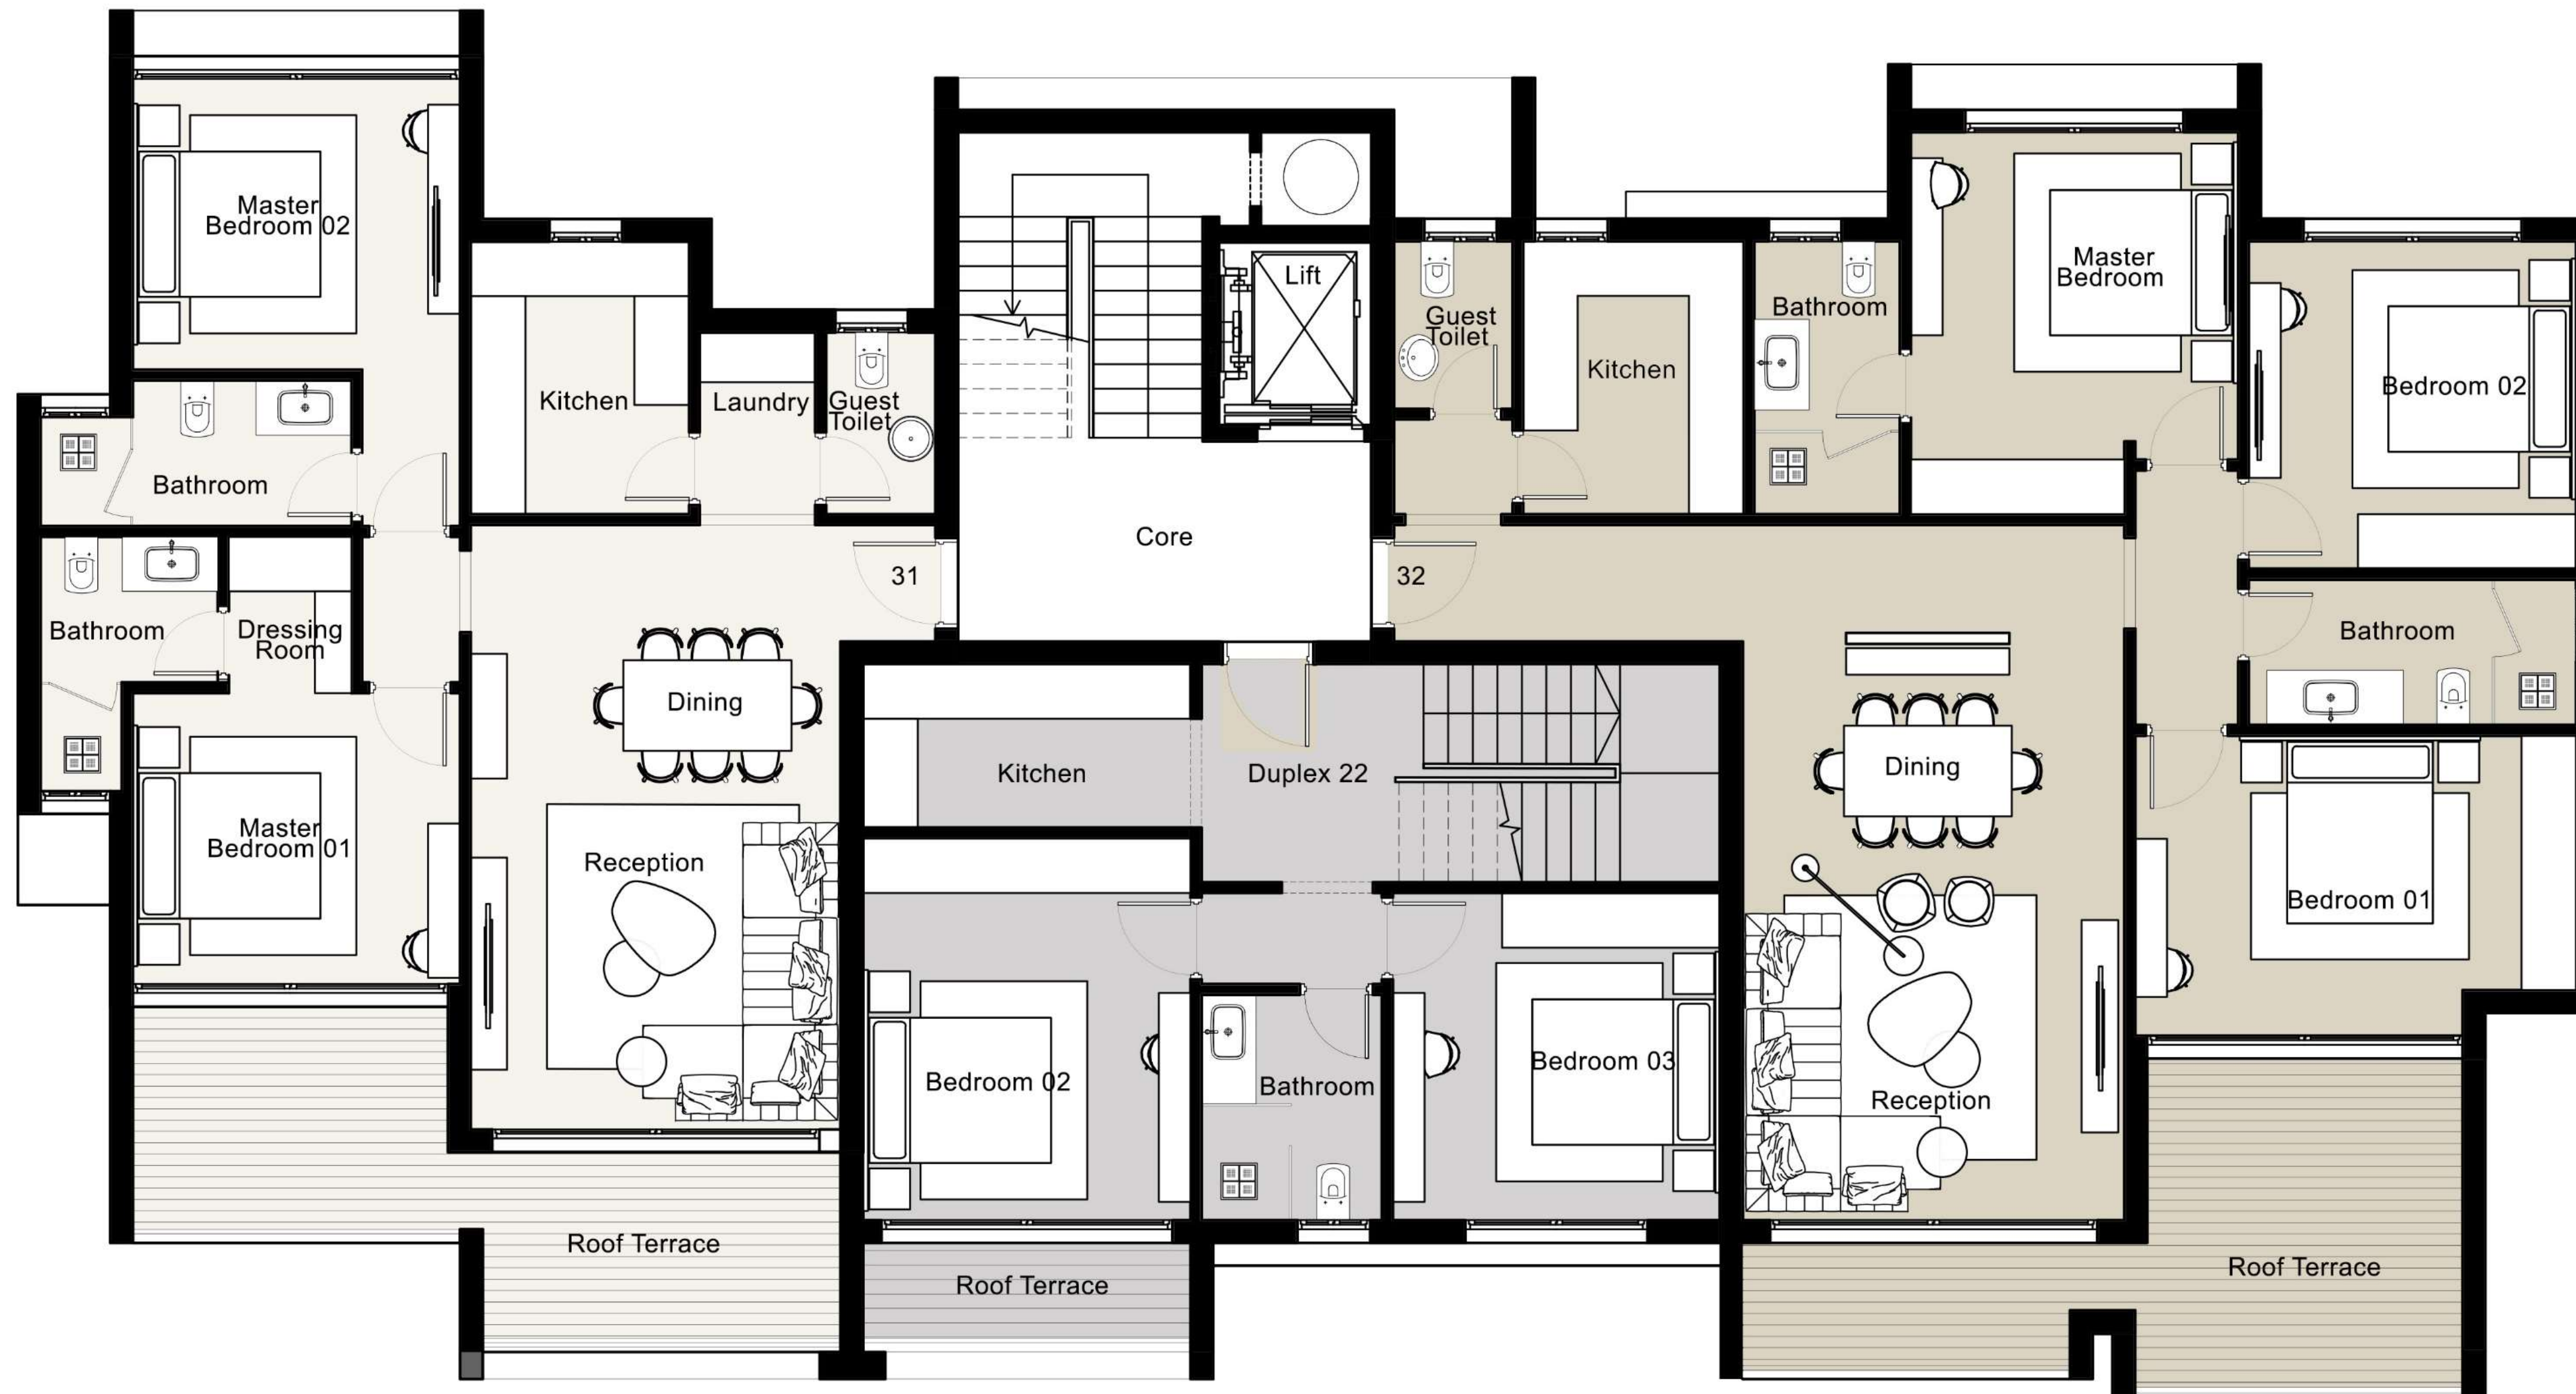 Master
Bedroom 02
Kitchen
Laundry
Guest
Toilet
Bathroom
Bathroom
Dressing
Room
Master
Bedroom 01
31
Dining
Reception
Roof Terrace
Lift
Core
Kitchen
Duplex 22
Bedroom 02
Bathroom
Bedroom 03
Roof Terrace
32
Guest
Toilet
Kitchen
Bathroom
Master
Bedroom
Bedroom 02
Bathroom
Dining
Bedroom 01
Reception
Roof Terrace